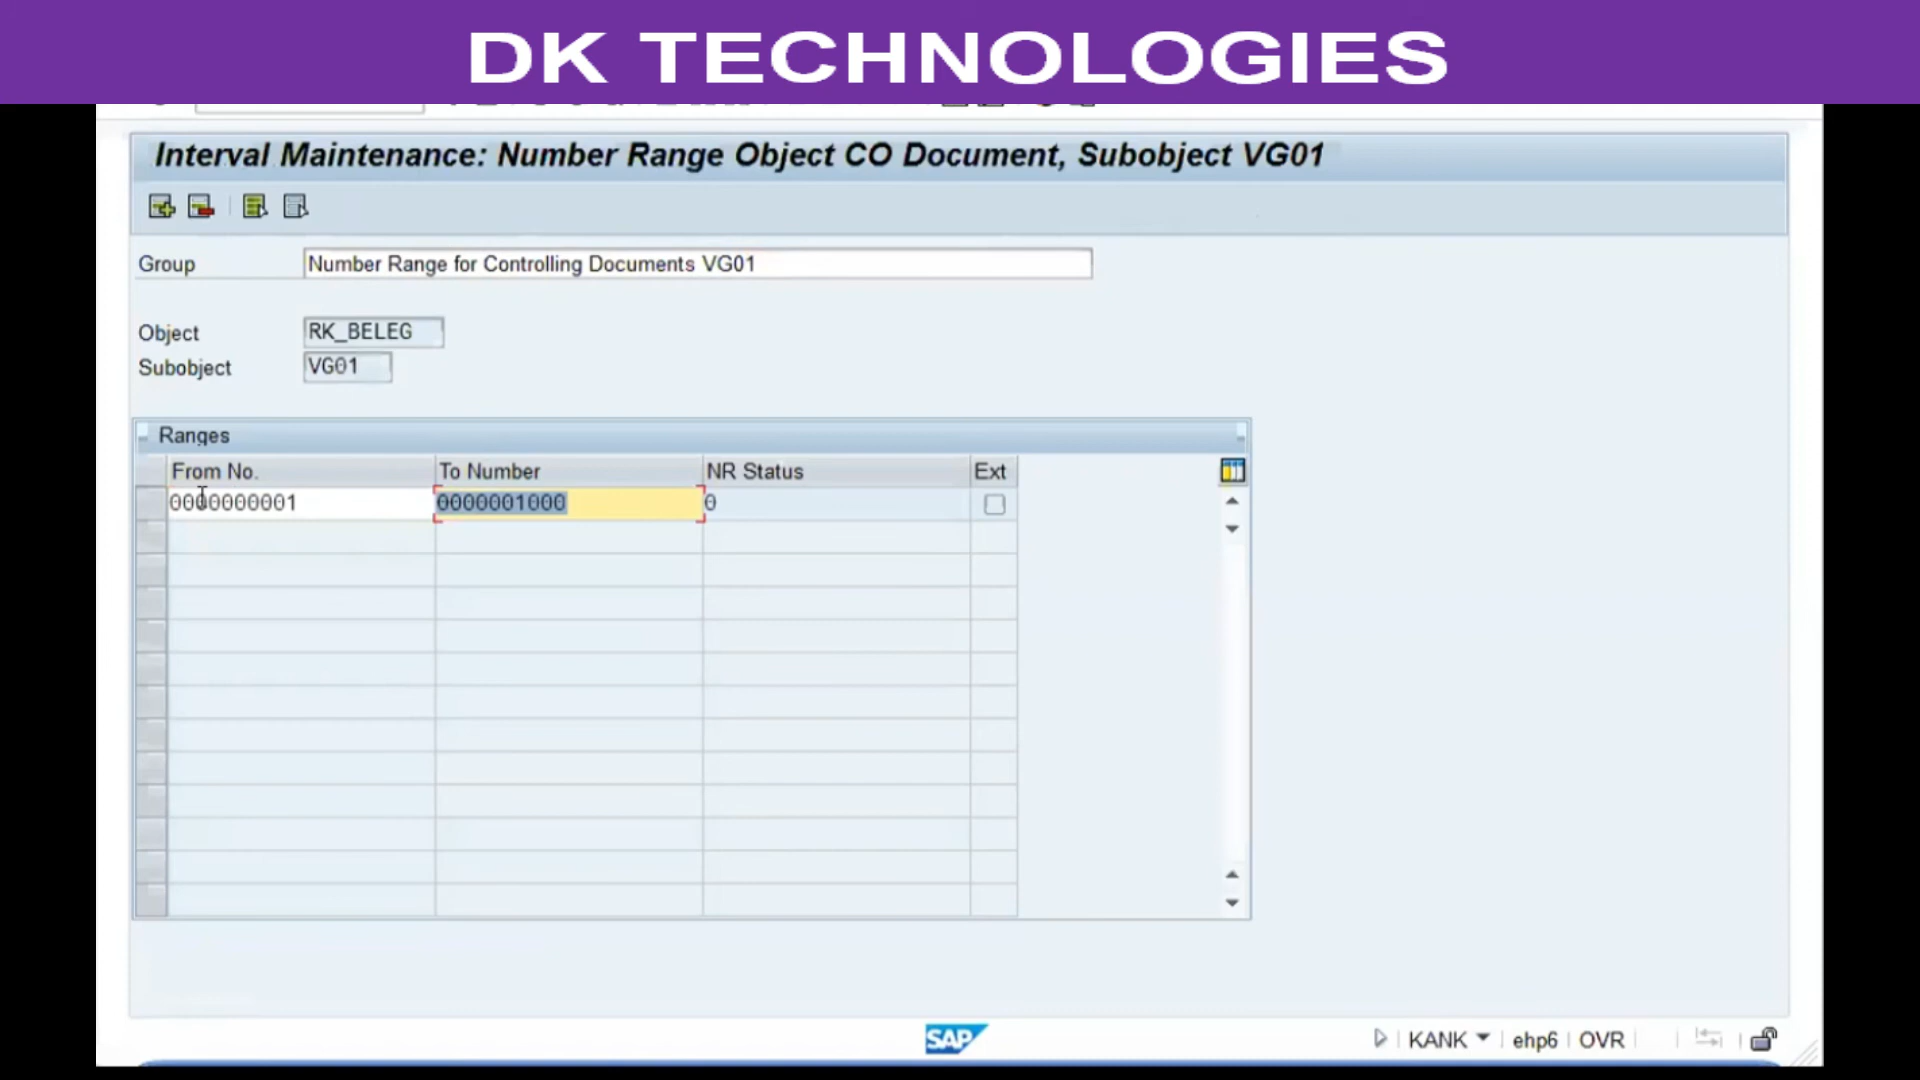 DK TECHNOLOGIES
Interval Maintenance: Number Range Object CO Document, Subobject VG01
Group Number Range for Controlling Documents VG01
Object RK_BELEG
Subobject VG01
Ranges
From No. To Number NR Status Ext
0000000001 0000001000 0
SAP KANK ehp6 OVR